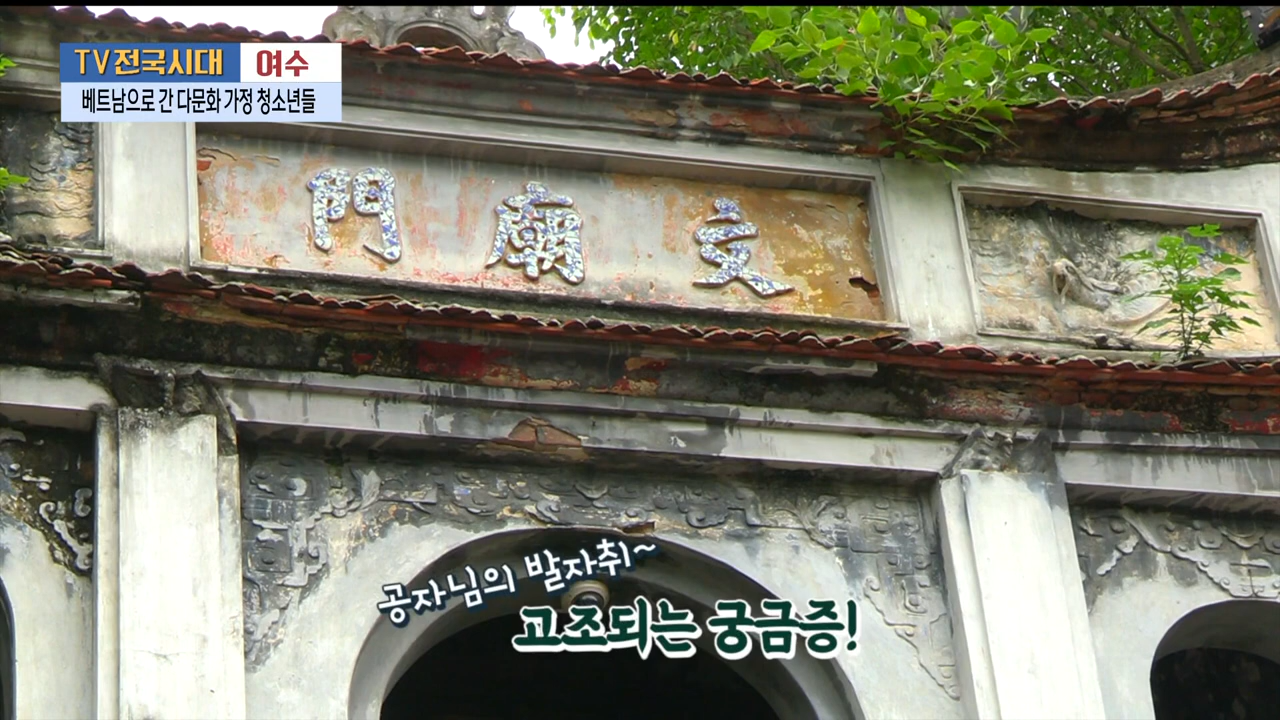 TV전국시대 여수
베트남으로 간 다문화 가정 청소년들
門廟文
공자님의 발자취~
고조되는 궁금증!